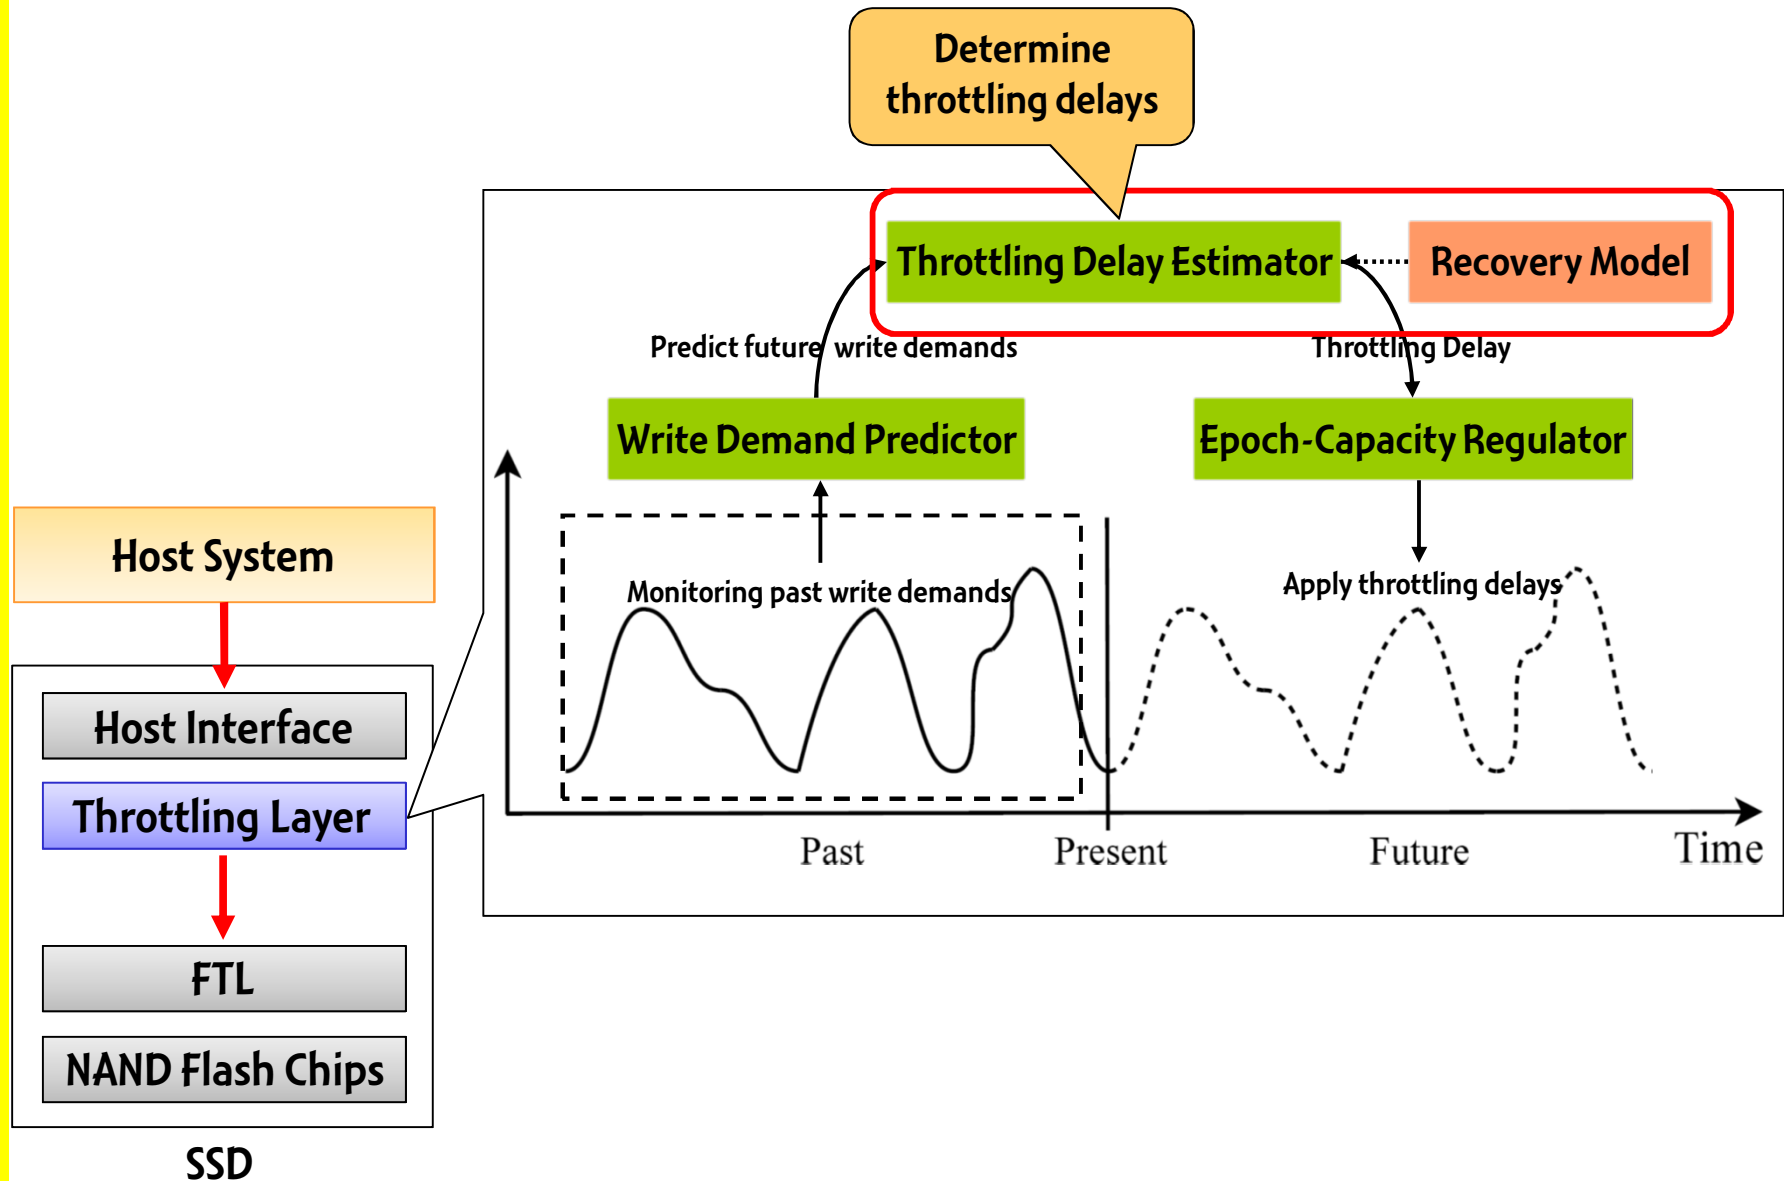 Determine
throttling delays
Throttling Delay Estimator
Recovery Model
Predict future write demands
Throttling Delay
Write Demand Predictor
Epoch-Capacity Regulator
Monitoring past write demands
Apply throttling delays
Past
Present
Future
Time
Host System
Host Interface
Throttling Layer
FTL
NAND Flash Chips
SSD